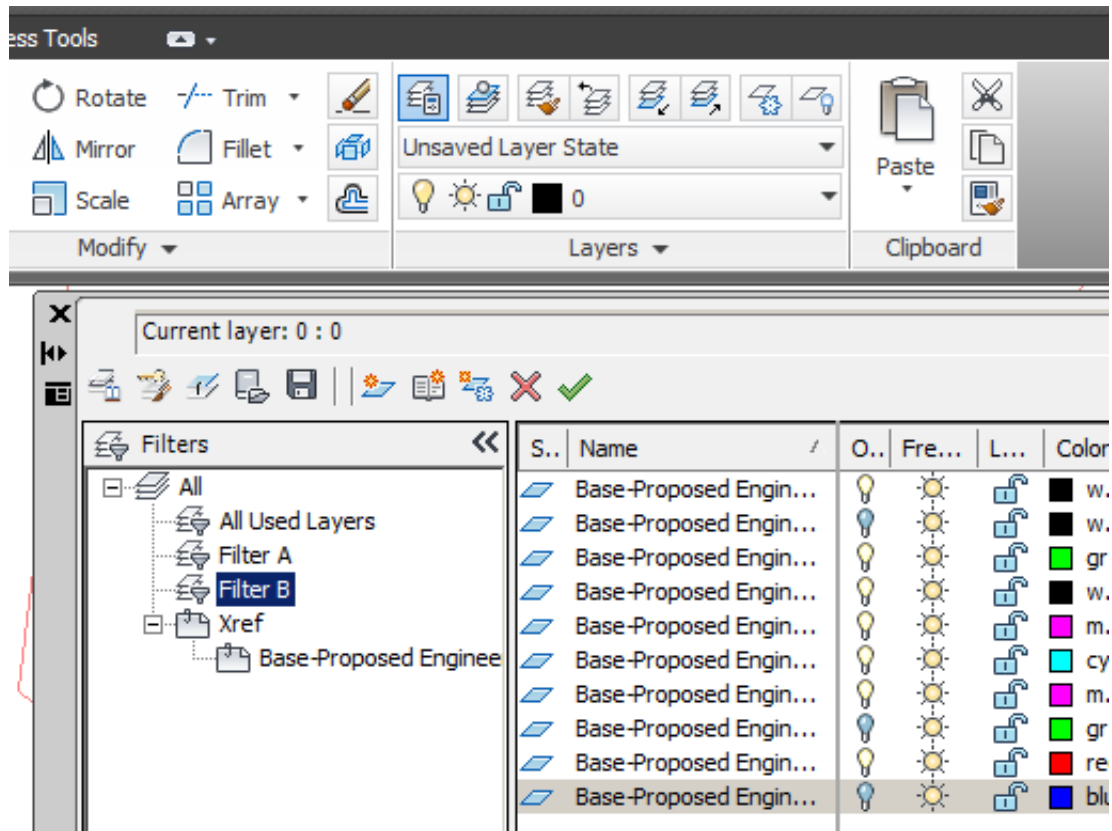 ess Tools
Rotate Trim
Mirror Fillet
Scale Array
Modify
Unsaved Layer State
0
Layers
Paste
Clipboard
Current layer: 0 : 0
Filters
All
All Used Layers
Filter A
Filter B
Xref
Base-Proposed Enginee
S.. Name O.. Fre... L... Color
Base-Proposed Engin... w.
Base-Proposed Engin... w.
Base-Proposed Engin... gr
Base-Proposed Engin... w.
Base-Proposed Engin... m.
Base-Proposed Engin... cy
Base-Proposed Engin... m.
Base-Proposed Engin... gr
Base-Proposed Engin... re
Base-Proposed Engin... blu